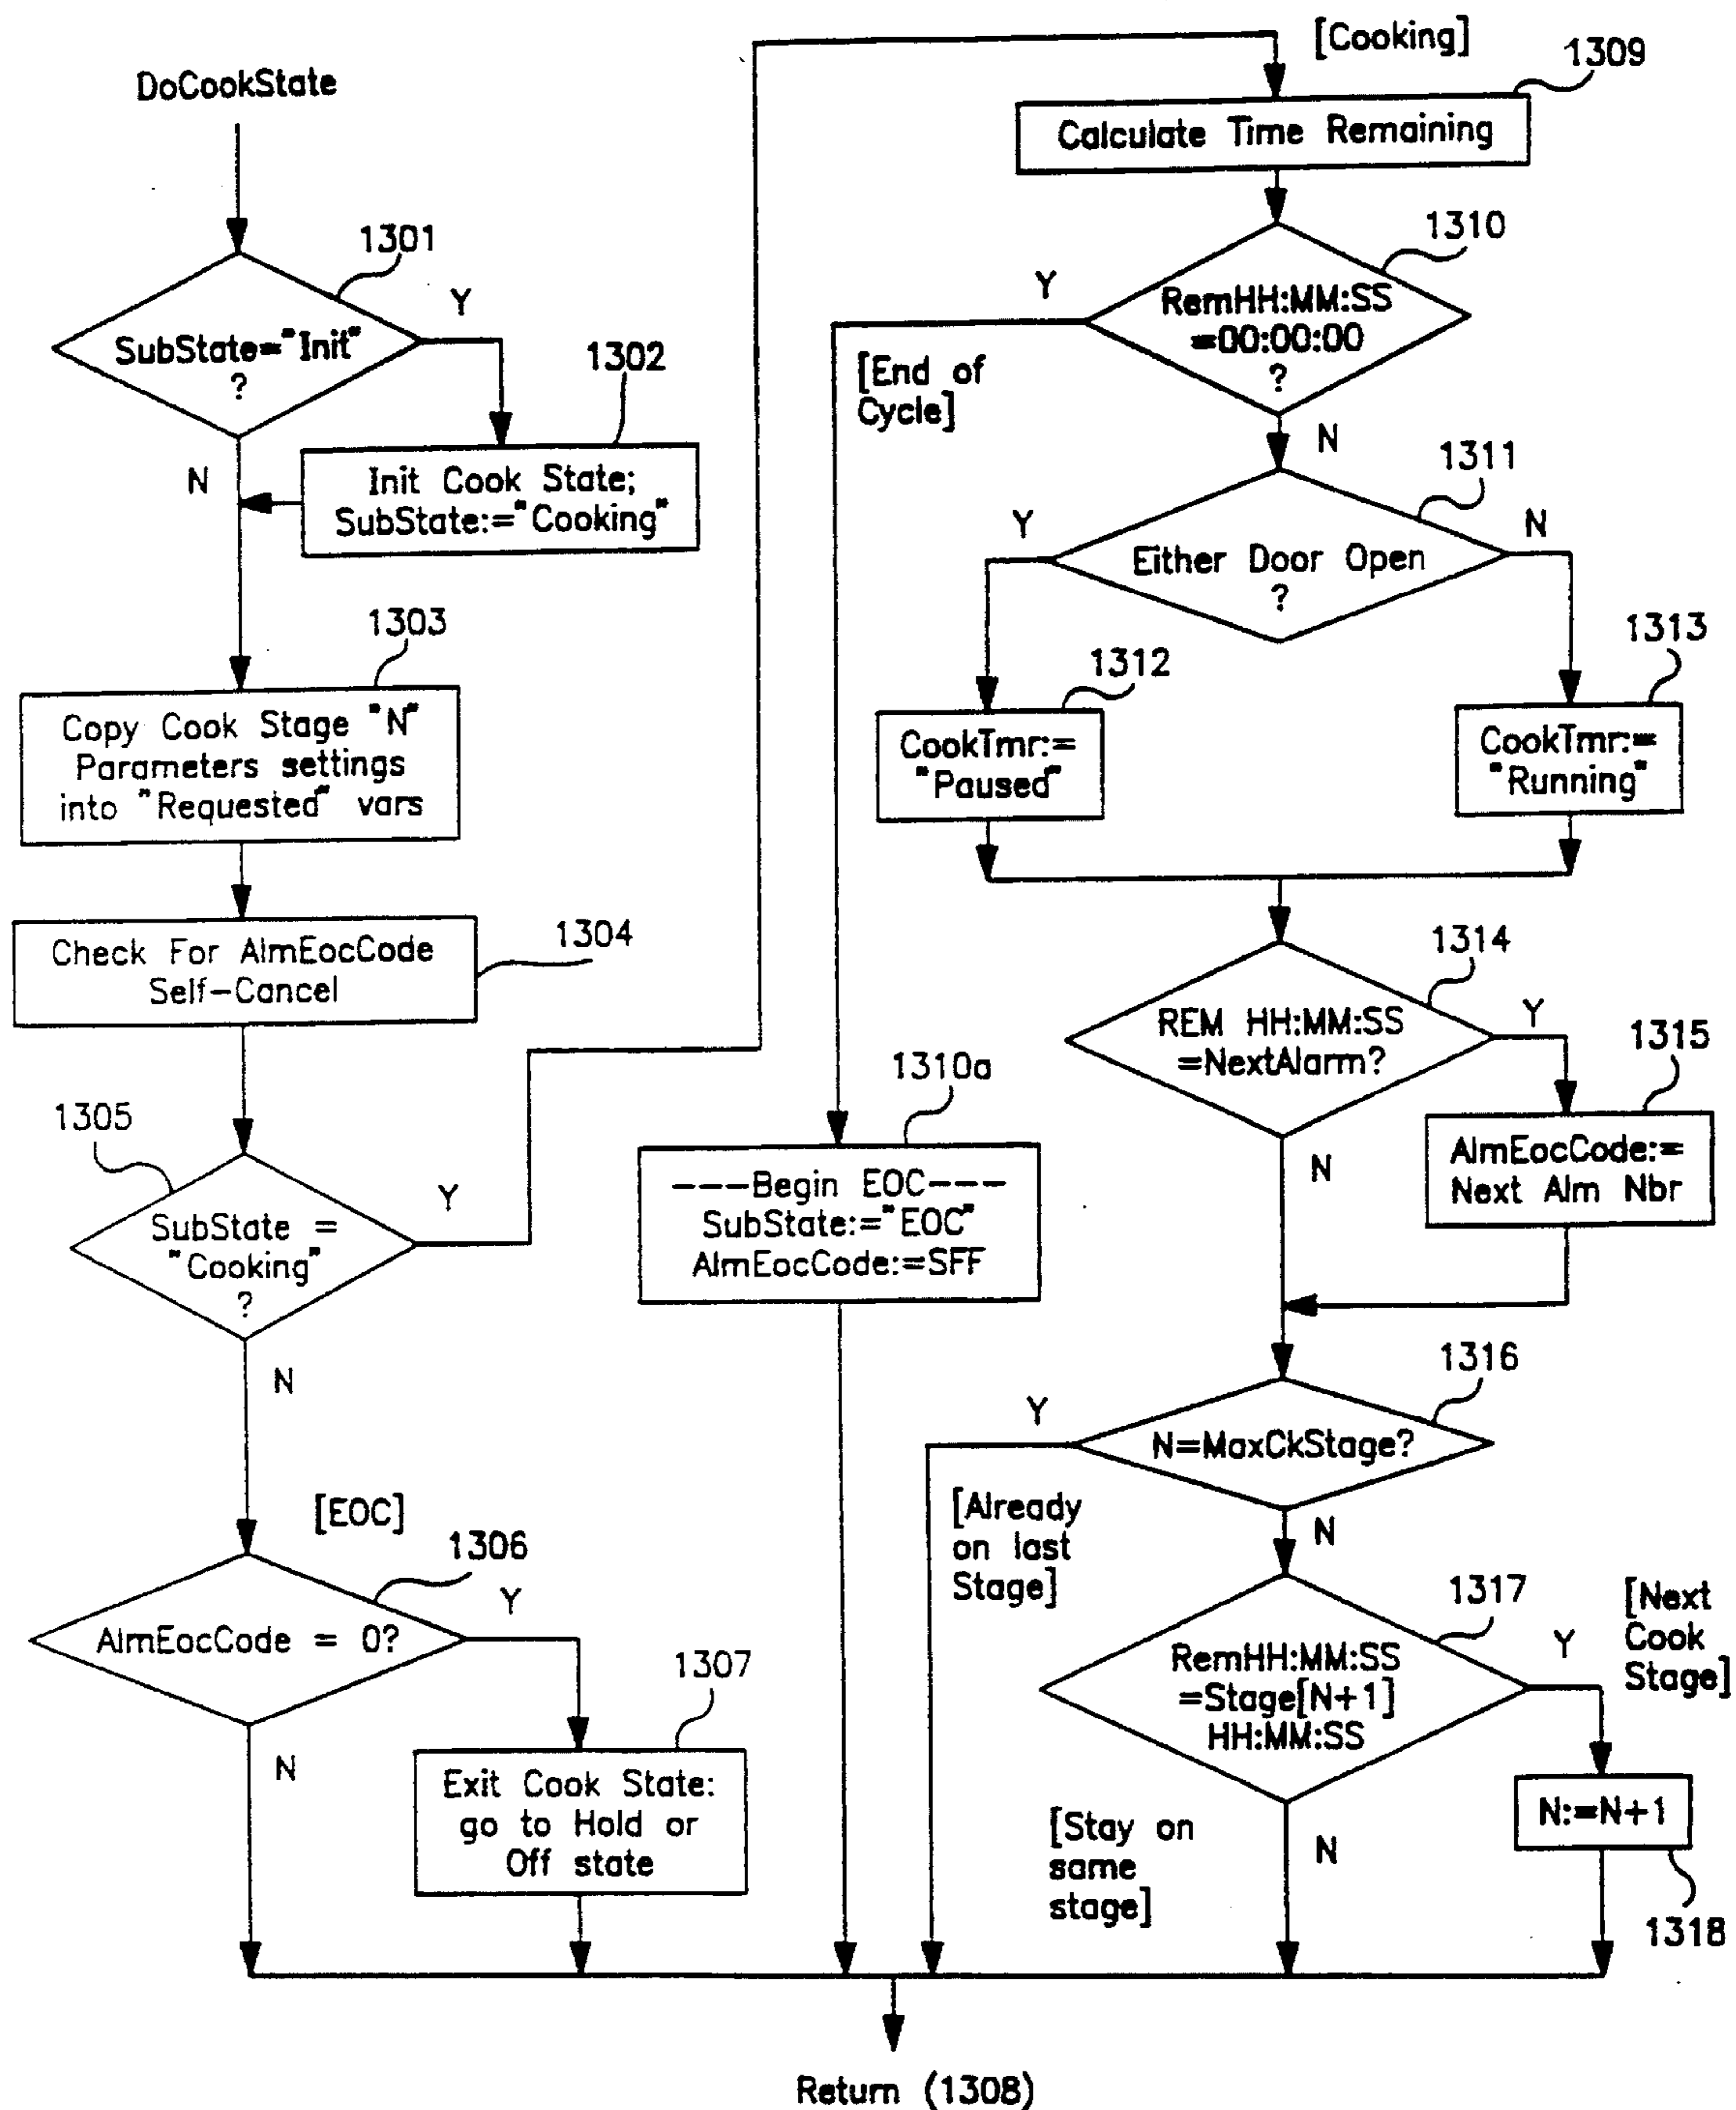 DoCookState
1301
SubState="Init"
?
Y
N
1302
Init Cook State;
SubState:="Cooking"
1303
Copy Cook Stage "N"
Parameters settings
into "Requested" vars
1304
Check For AlmEocCode
Self-Cancel
1305
SubState =
"Cooking"
?
Y
N
[EOC]
1306
AlmEocCode = 0?
Y
N
1307
Exit Cook State:
go to Hold or
Off state
[Cooking]
1309
Calculate Time Remaining
1310
RemHH:MM:SS
=00:00:00
?
Y
[End of
Cycle]
N
1310a
---Begin EOC---
SubState:="EOC"
AlmEocCode:=SFF
1311
Either Door Open
?
Y
N
1312
CookTmr:=
"Paused"
1313
CookTmr:=
"Running"
1314
REM HH:MM:SS
=NextAlarm?
Y
N
1315
AlmEocCode:=
Next Alm Nbr
1316
N=MaxCkStage?
Y
[Already
on last
Stage]
N
1317
RemHH:MM:SS
=Stage[N+1]
HH:MM:SS
Y
[Next
Cook
Stage]
N
[Stay on
same
stage]
N:=N+1
1318
Return (1308)